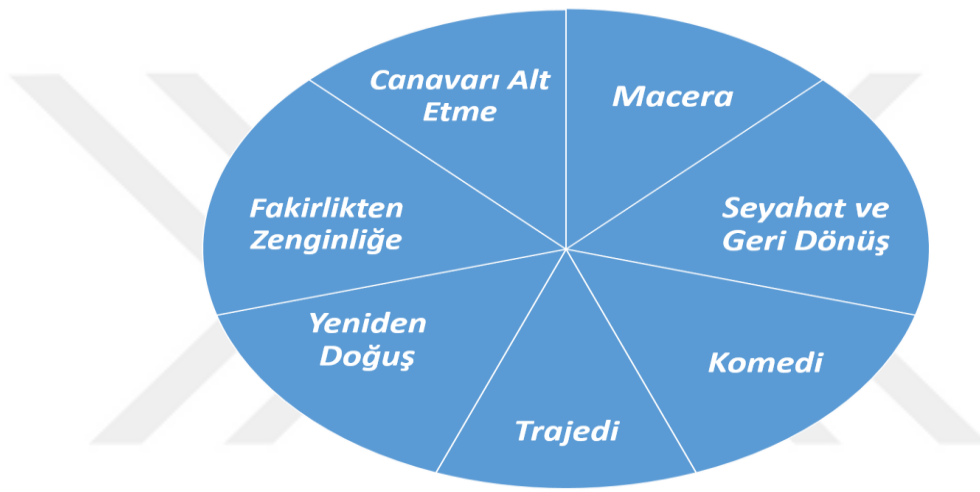 Canavarı Alt
Etme
Macera
Seyahat ve
Geri Dönüş
Komedi
Trajedi
Yeniden
Doğuş
Fakirlikten
Zenginliğe